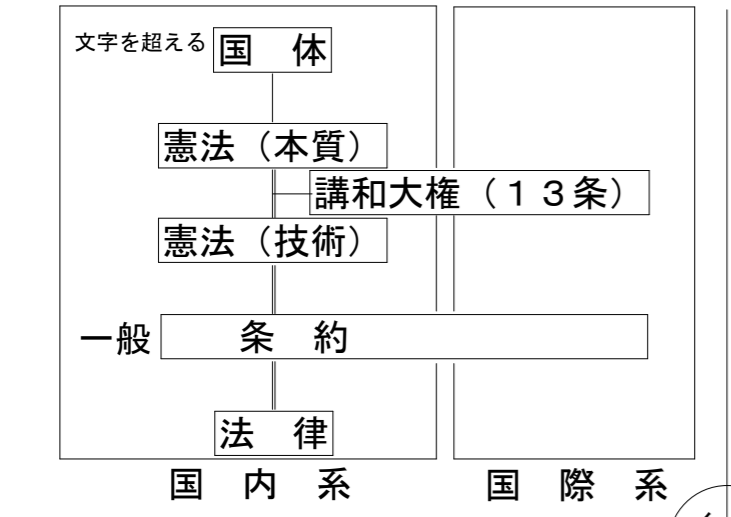 文字を超える
国　体
憲法（本質）
講和大権（１３条）
憲法（技術）
一般
条　約
法　律
国　内　系
国　際　系